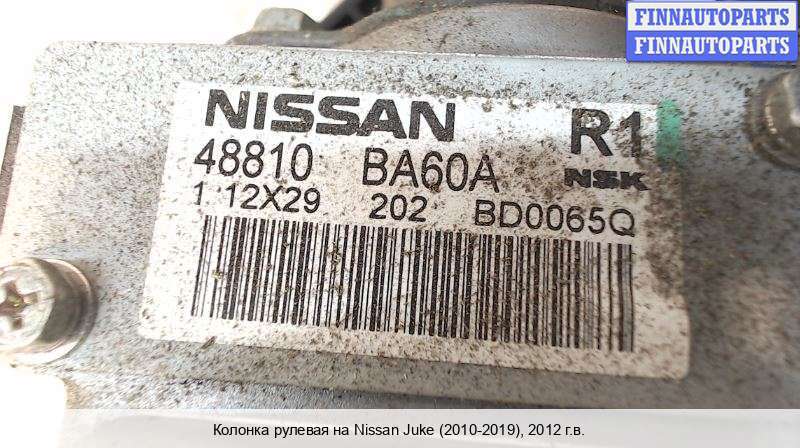 FINNAUTOPARTS
FINNAUTOPARTS
NISSAN R1
48810 BA60A NSK
1 12X29 202 BD0065Q
Колонка рулевая на Nissan Juke (2010-2019), 2012 г.в.